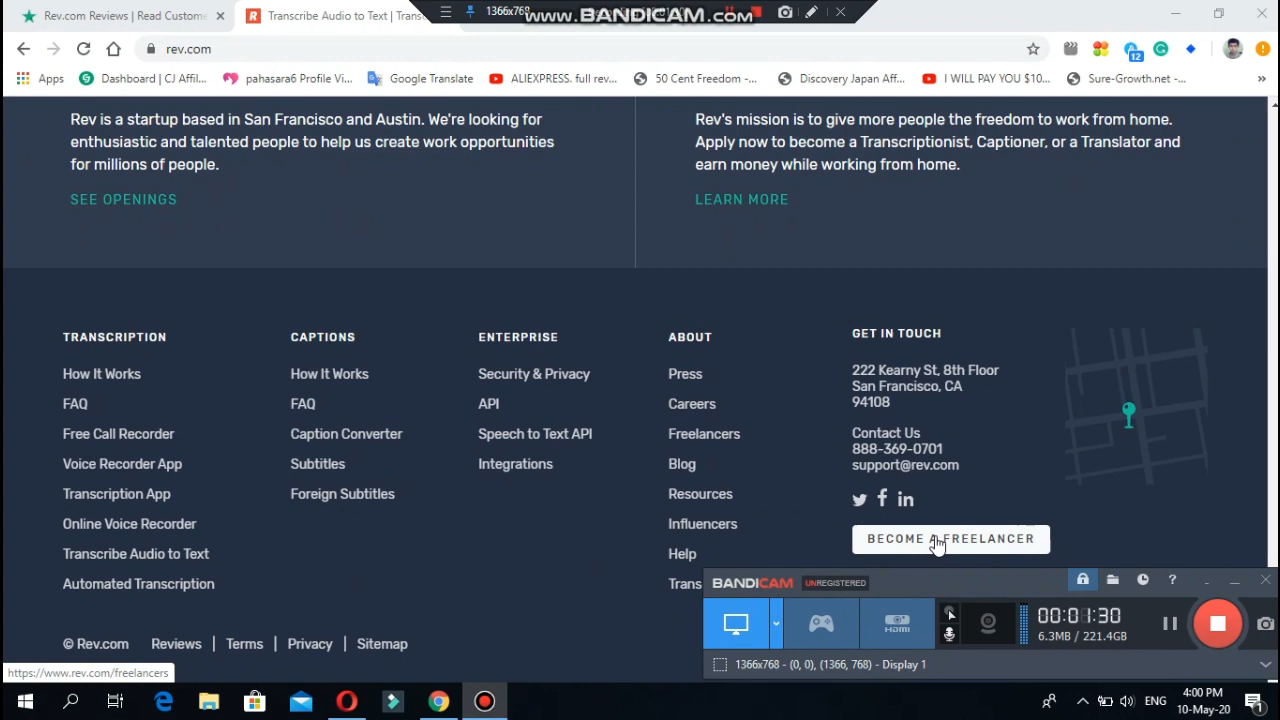 Rev.com Reviews | Read Custome
Transcribe Audio to Text | Transc
1366x768
www.BANDICAM.com
rev.com
12
Apps
Dashboard | CJ Affil...
pahasara6 Profile Vi...
Google Translate
ALIEXPRESS. full rev...
50 Cent Freedom -...
Discovery Japan Aff...
I WILL PAY YOU $10...
Sure-Growth.net -...
Rev is a startup based in San Francisco and Austin. We're looking for
enthusiastic and talented people to help us create work opportunities
for millions of people.
SEE OPENINGS
Rev's mission is to give more people the freedom to work from home.
Apply now to become a Transcriptionist, Captioner, or a Translator and
earn money while working from home.
LEARN MORE
TRANSCRIPTION
How It Works
FAQ
Free Call Recorder
Voice Recorder App
Transcription App
Online Voice Recorder
Transcribe Audio to Text
Automated Transcription
CAPTIONS
How It Works
FAQ
Caption Converter
Subtitles
Foreign Subtitles
ENTERPRISE
Security & Privacy
API
Speech to Text API
Integrations
ABOUT
Press
Careers
Freelancers
Blog
Resources
Influencers
Help
Trans
GET IN TOUCH
222 Kearny St, 8th Floor
San Francisco, CA
94108
Contact Us
888-369-0701
support@rev.com
BECOME A FREELANCER
© Rev.com
Reviews
Terms
Privacy
Sitemap
https://www.rev.com/freelancers
BANDICAM
UNREGISTERED
HDMI
00:01:30
6.3MB / 221.4GB
1366x768 - (0, 0), (1366, 768) - Display 1
ENG
4:00 PM
10-May-20
1